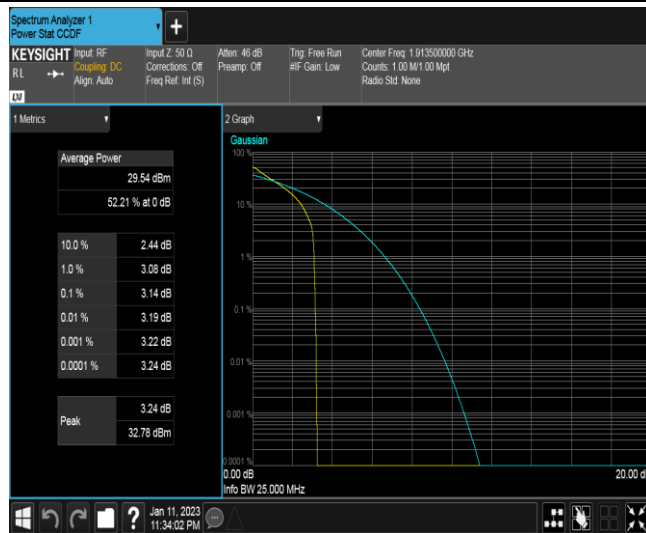 Spectrum Analyzer 1
Power Stat CCDF
+
KEYSIGHT
RL
LXI
Input: RF
Coupling: DC
Align: Auto
Input Z: 50 Ω
Corrections: Off
Freq Ref: Int (S)
Atten: 46 dB
Preamp: Off
Trig: Free Run
#IF Gain: Low
Center Freq: 1.913500000 GHz
Counts: 1.00 M/1.00 Mpt
Radio Std: None
1 Metrics
Average Power
29.54 dBm
52.21 % at 0 dB
10.0 % 2.44 dB
1.0 % 3.08 dB
0.1 % 3.14 dB
0.01 % 3.19 dB
0.001 % 3.22 dB
0.0001 % 3.24 dB
Peak
3.24 dB
32.78 dBm
2 Graph
Gaussian
100 %
10 %
1 %
0.1 %
0.01 %
0.001 %
0.0001 %
0.00 dB
20.00 d
Info BW 25.000 MHz
?
Jan 11, 2023
11:34:02 PM